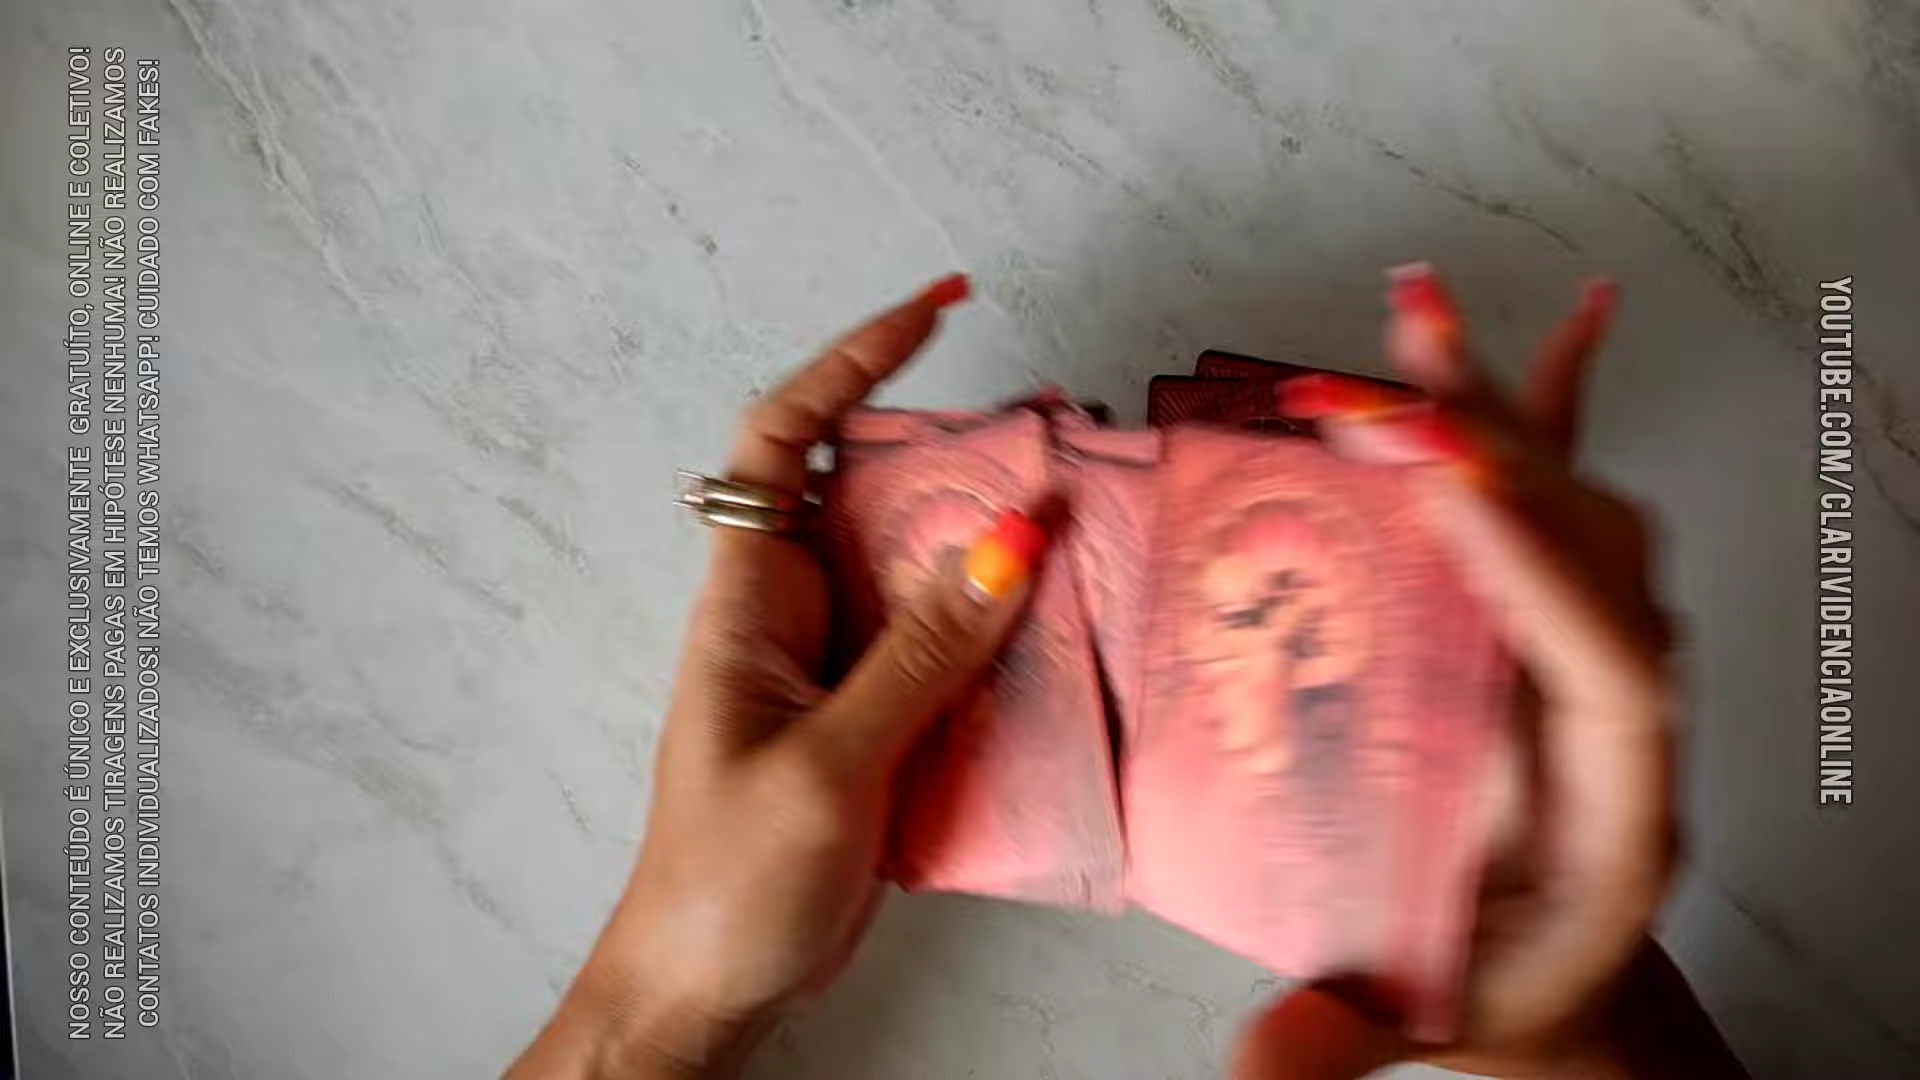 NOSSO CONTEÚDO É ÚNICO E EXCLUSIVAMENTE GRATUÍTO, ONLINE E COLETIVO!
NÃO REALIZAMOS TIRAGENS PAGAS EM HIPÓTESE NENHUMA! NÃO REALIZAMOS
CONTATOS INDIVIDUALIZADOS! NÃO TEMOS WHATSAPP! CUIDADO COM FAKES!
YOUTUBE.COM/CLARIVIDENCIAONLINE